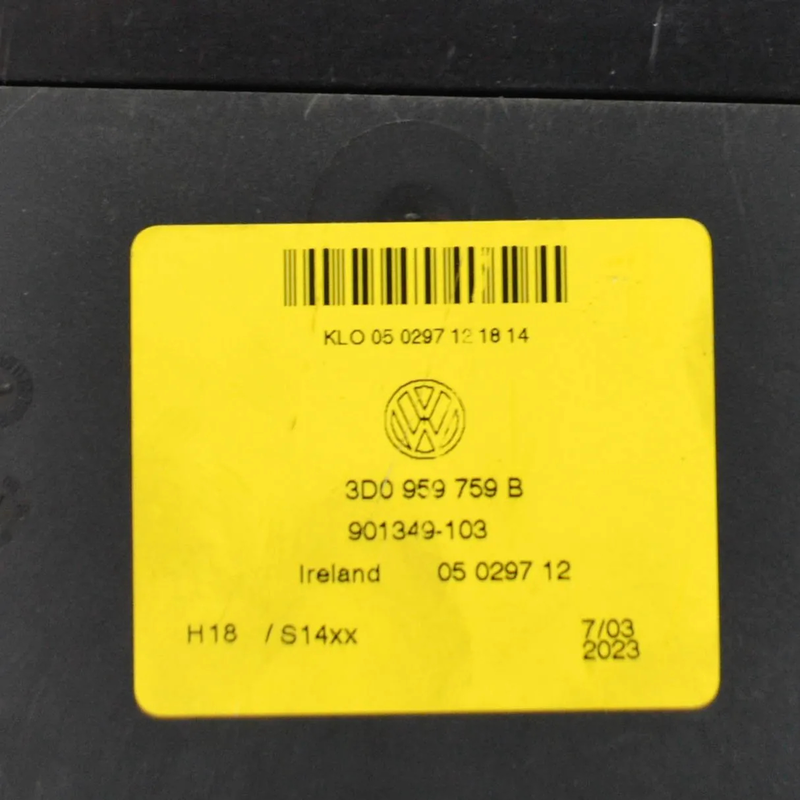 KLO 05 0297 12 18 14
VW
3D0 959 759 B
901349-103
Ireland 05 0297 12
H18 / S14xx 7/03
2023